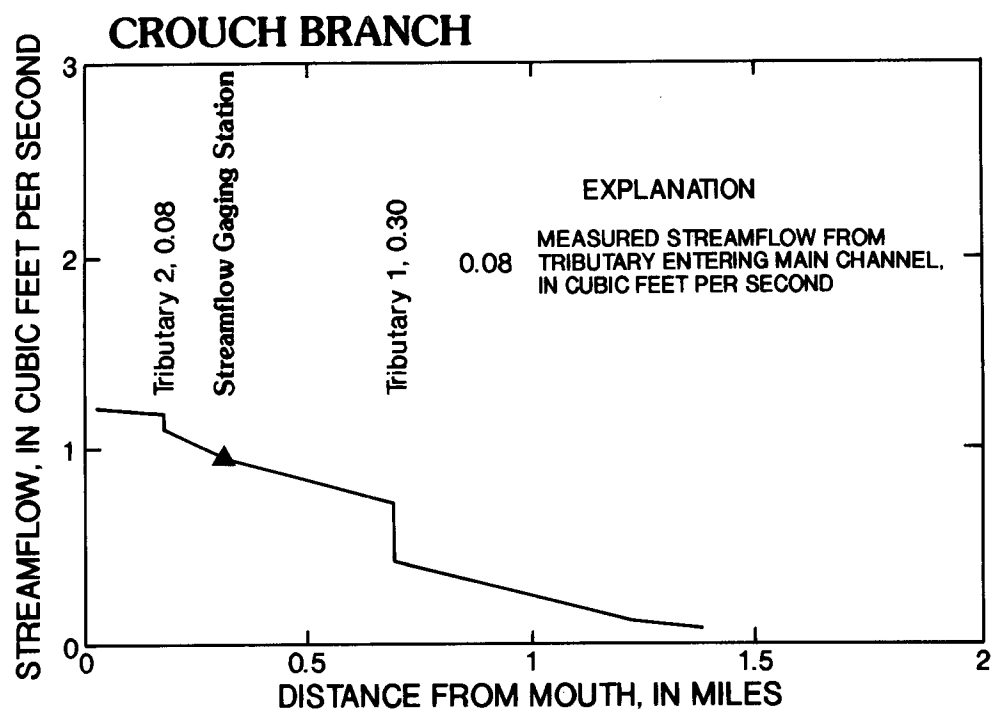 CROUCH BRANCH
STREAMFLOW, IN CUBIC FEET PER SECOND
3
2
1
0
Tributary 2, 0.08
Streamflow Gaging Station
Tributary 1, 0.30
EXPLANATION
0.08 MEASURED STREAMFLOW FROM
TRIBUTARY ENTERING MAIN CHANNEL,
IN CUBIC FEET PER SECOND
0 0.5 1 1.5 2
DISTANCE FROM MOUTH, IN MILES